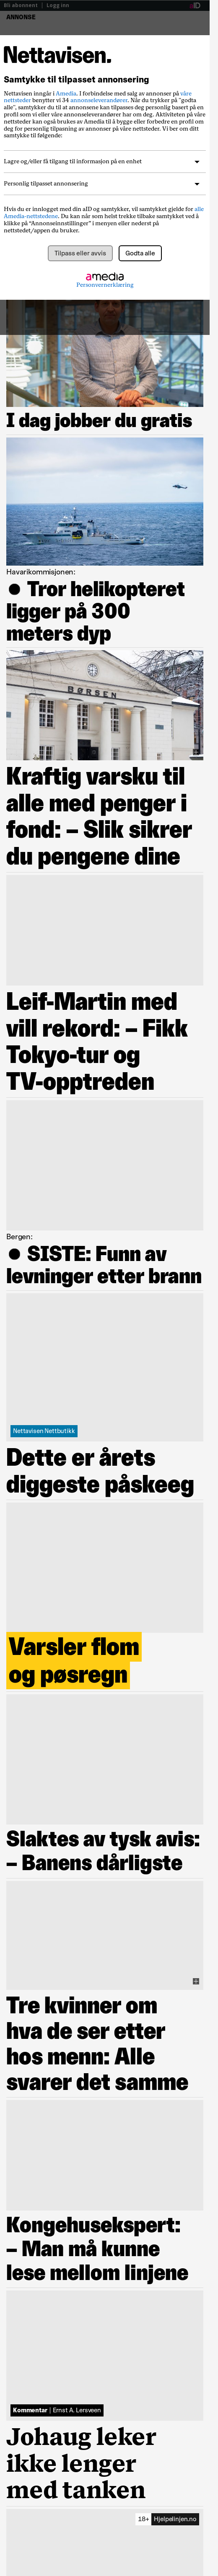 Bli abonnent | Logg inn
aID
ANNONSE
Nettavisen.
Samtykke til tilpasset annonsering
Nettavisen inngår i Amedia. I forbindelse med salg av annonser på våre
nettsteder benytter vi 34 annonseleverandører. Når du trykker på "godta
alle", samtykker du til at annonsene kan tilpasses deg personlig basert på en
profil som vi eller våre annonseleverandører har om deg. Aktiviteten på våre
nettsteder kan også brukes av Amedia til å bygge eller forbedre en profil om
deg for personlig tilpasning av annonser på våre nettsteder. Vi ber om ditt
samtykke til følgende:
Lagre og/eller få tilgang til informasjon på en enhet
Personlig tilpasset annonsering
Hvis du er innlogget med din aID og samtykker, vil samtykket gjelde for alle
Amedia-nettstedene. Du kan når som helst trekke tilbake samtykket ved å
klikke på "Annonseinnstillinger" i menyen eller nederst på
nettstedet/appen du bruker.
Tilpass eller avvis
Godta alle
amedia
Personvernerklæring
I dag jobber du gratis
Havarikommisjonen:
● Tror helikopteret
ligger på 300
meters dyp
BØRSEN
Kraftig varsku til
alle med penger i
fond: – Slik sikrer
du pengene dine
Leif-Martin med
vill rekord: – Fikk
Tokyo-tur og
TV-opptreden
Bergen:
● SISTE: Funn av
levninger etter brann
Nettavisen Nettbutikk
Dette er årets
diggeste påskeeg
Varsler flom
og pøsregn
Slaktes av tysk avis:
– Banens dårligste
Tre kvinner om
hva de ser etter
hos menn: Alle
svarer det samme
Kongehusekspert:
– Man må kunne
lese mellom linjene
Kommentar | Ernst A. Lersveen
Johaug leker
ikke lenger
med tanken
18+ Hjelpelinjen.no